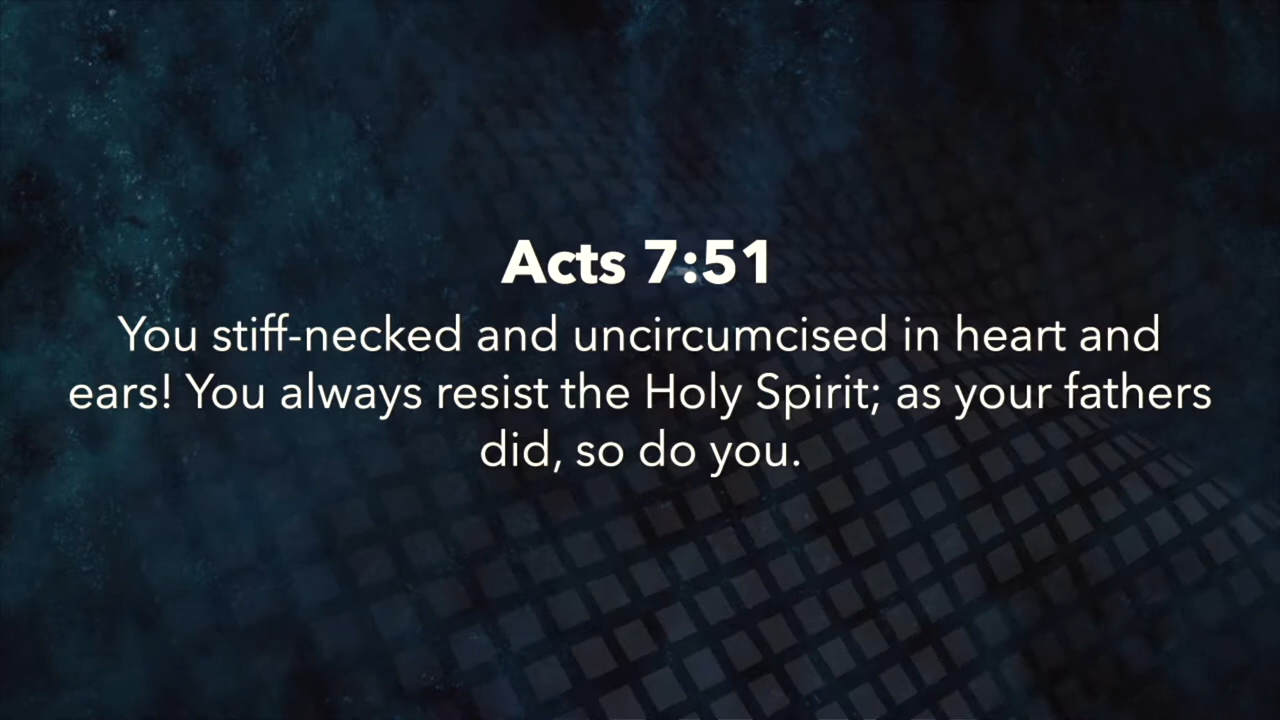 Acts 7:51
You stiff-necked and uncircumcised in heart and
ears! You always resist the Holy Spirit; as your fathers
did, so do you.